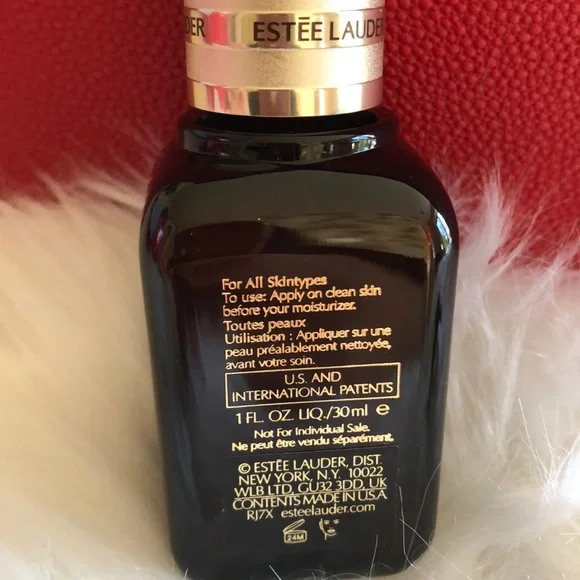 DER ESTĒE LAUDER
For All Skintypes
To use: Apply on clean skin
before your moisturizer.
Toutes peaux
Utilisation : Appliquer sur une
peau préalablement nettoyée,
avant votre soin.
U.S. AND
INTERNATIONAL PATENTS
1 FL. OZ. LIQ./30 ml e
Not For Individual Sale.
Ne peut être vendu séparément.
© ESTĒE LAUDER, DIST.
NEW YORK, N.Y. 10022
WLB LTD, GU32 3DD, UK
CONTENTS MADE IN U.S.A
RJ7X esteelauder.com
24M